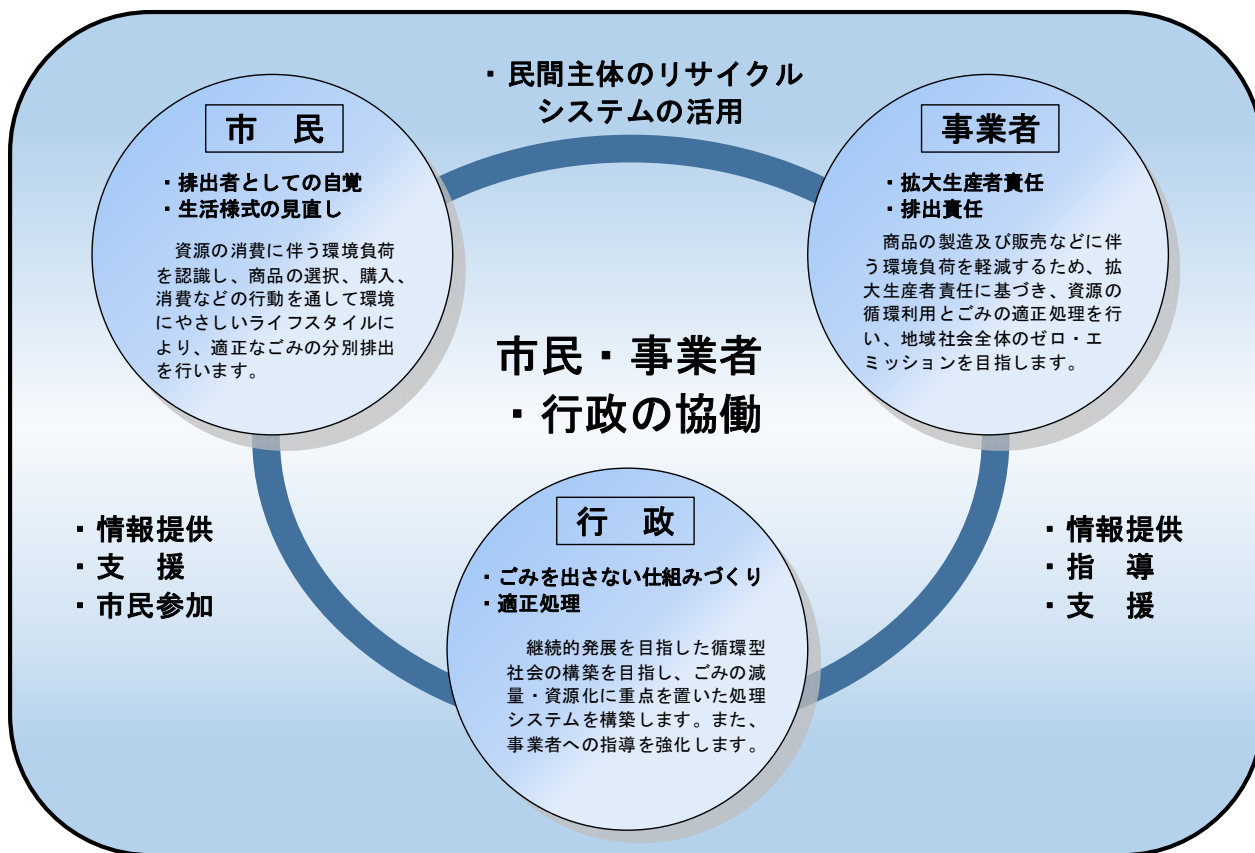 ・民間主体のリサイクル
システムの活用
市　民
・排出者としての自覚
・生活様式の見直し
　資源の消費に伴う環境負荷
を認識し、商品の選択、購入、
消費などの行動を通して環境
にやさしいライフスタイルに
より、適正なごみの分別排出
を行います。
事業者
・拡大生産者責任
・排出責任
　商品の製造及び販売などに伴
う環境負荷を軽減するため、拡
大生産者責任に基づき、資源の
循環利用とごみの適正処理を行
い、地域社会全体のゼロ・エ
ミッションを目指します。
市民・事業者
・行政の協働
・情報提供
・支　援
・市民参加
行　政
・ごみを出さない仕組みづくり
・適正処理
　継続的発展を目指した循環型
社会の構築を目指し、ごみの減
量・資源化に重点を置いた処理
システムを構築します。また、
事業者への指導を強化します。
・情報提供
・指　導
・支　援